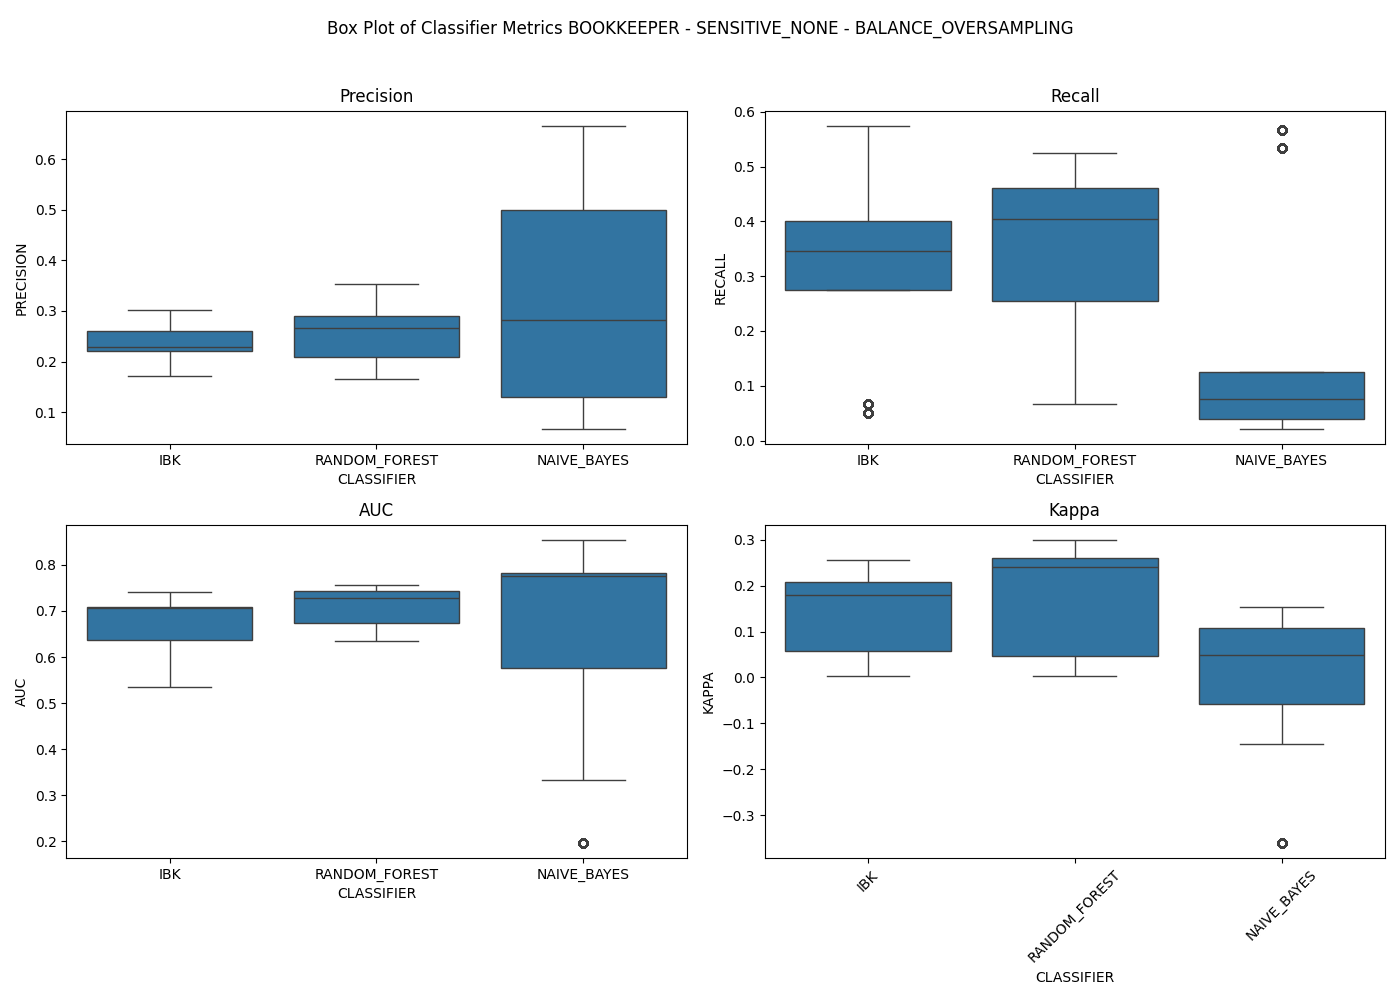 Box Plot of Classifier Metrics BOOKKEEPER - SENSITIVE_NONE - BALANCE_OVERSAMPLING
Precision
PRECISION
0.6
0.5
0.4
0.3
0.2
0.1
IBK RANDOM_FOREST NAIVE_BAYES
CLASSIFIER
Recall
RECALL
0.6
0.5
0.4
0.3
0.2
0.1
0.0
IBK RANDOM_FOREST NAIVE_BAYES
CLASSIFIER
AUC
AUC
0.8
0.7
0.6
0.5
0.4
0.3
0.2
IBK RANDOM_FOREST NAIVE_BAYES
CLASSIFIER
Kappa
KAPPA
0.3
0.2
0.1
0.0
−0.1
−0.2
−0.3
IBK RANDOM_FOREST NAIVE_BAYES
CLASSIFIER